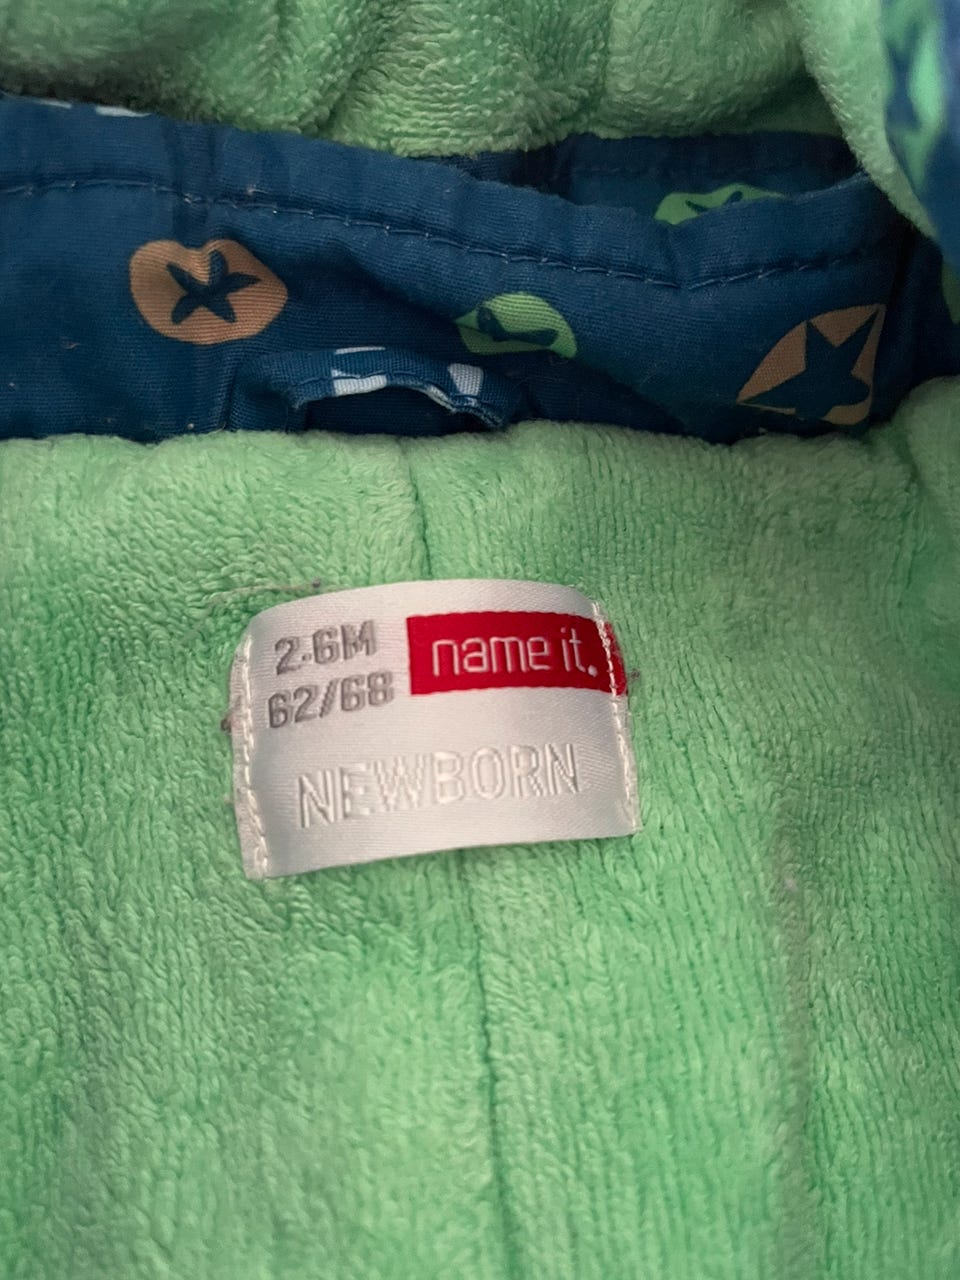 2-6M
62/68
name it.
NEWBORN